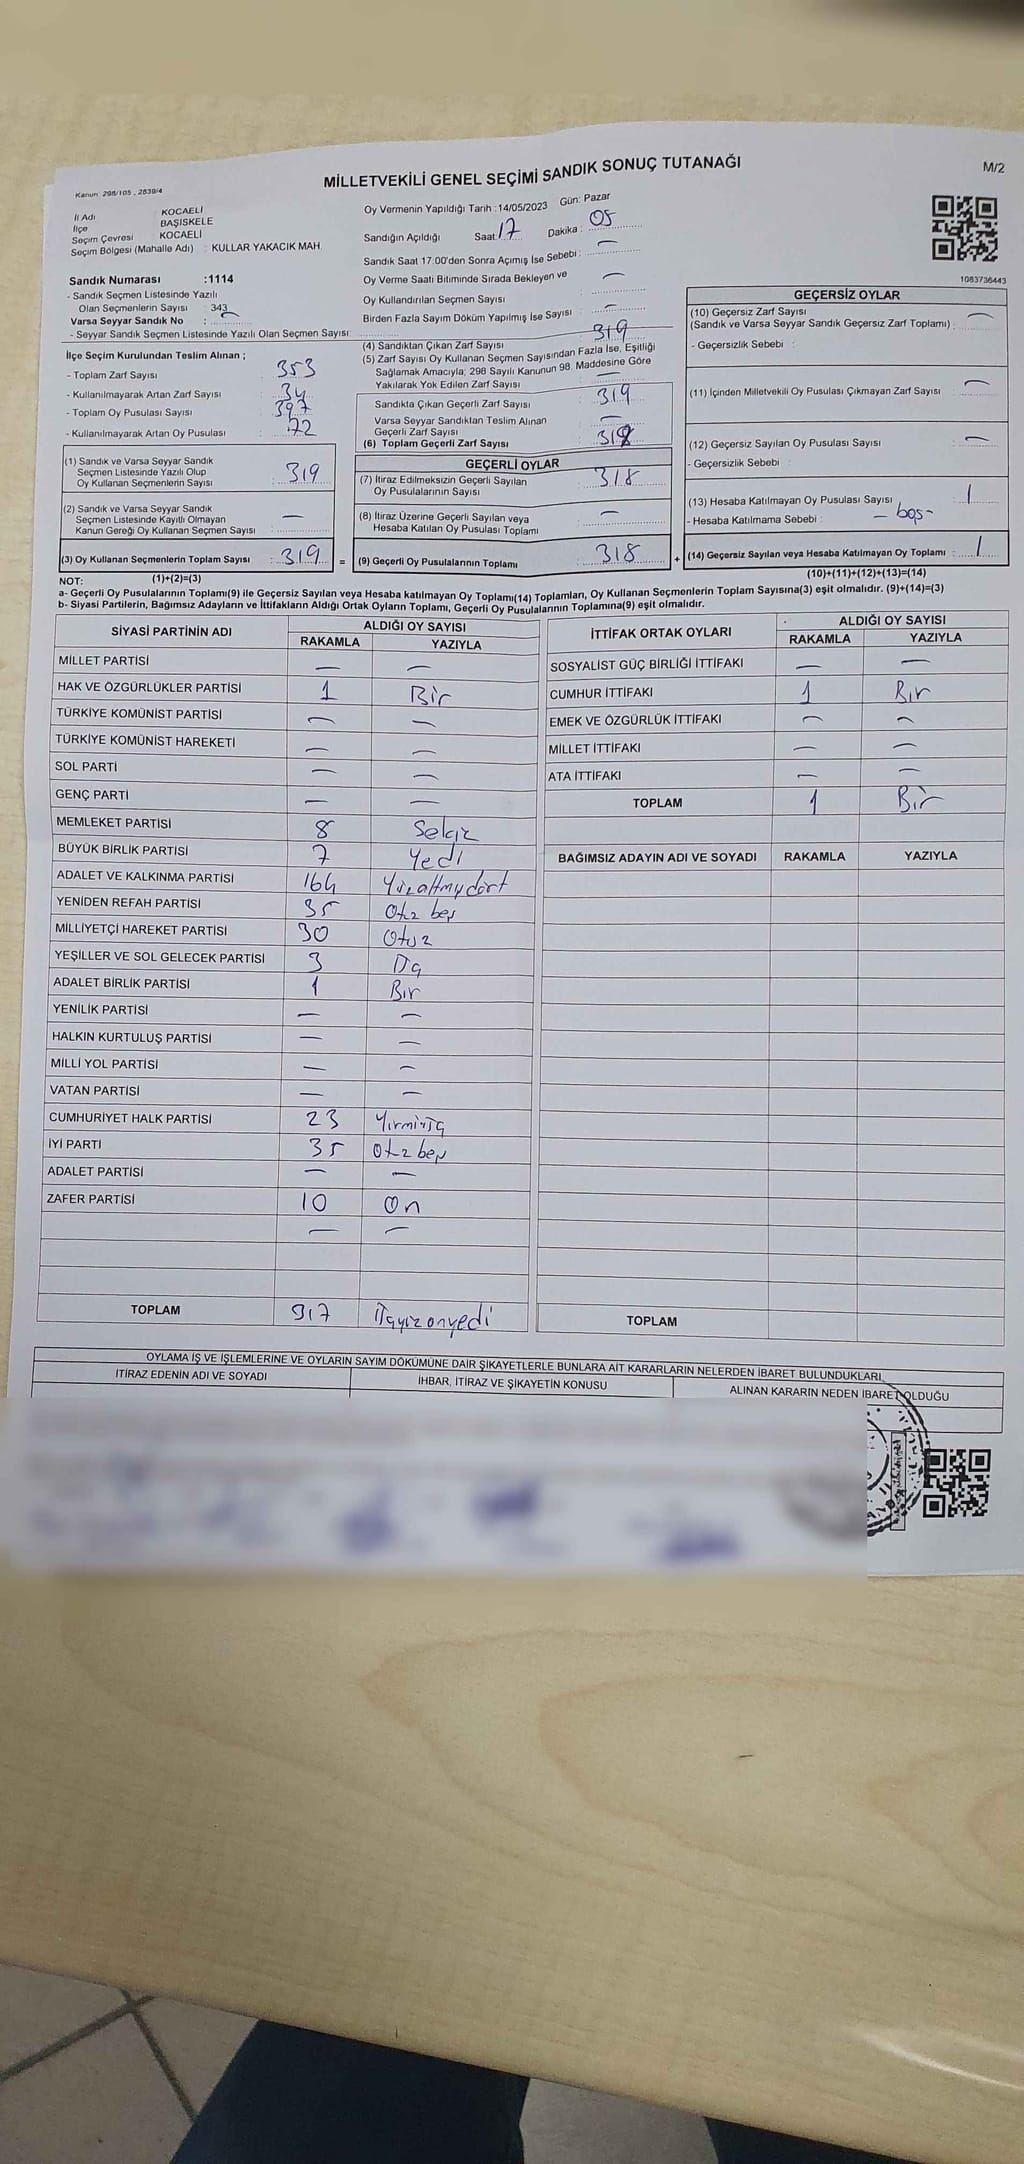 Kanun: 298/105 , 2839/4
MİLLETVEKİLİ GENEL SEÇİMİ SANDIK SONUÇ TUTANAĞI
M/2
İl Adı : KOCAELİ
İlçe : BAŞİSKELE
Seçim Çevresi : KOCAELİ
Seçim Bölgesi (Mahalle Adı) : KULLAR YAKACIK MAH.
Sandık Numarası :1114
- Sandık Seçmen Listesinde Yazılı
Olan Seçmenlerin Sayısı : 343
Varsa Seyyar Sandık No : —
- Seyyar Sandık Seçmen Listesinde Yazılı Olan Seçmen Sayısı:
Oy Vermenin Yapıldığı Tarih :14/05/2023 Gün: Pazar
Sandığın Açıldığı Saat: 17 Dakika : 05
Sandık Saat 17:00'den Sonra Açımış İse Sebebi : —
Oy Verme Saati Bitiminde Sırada Bekleyen ve
Oy Kullandırılan Seçmen Sayısı —
Birden Fazla Sayım Döküm Yapılmış İse Sayısı : —
1083736443
İlçe Seçim Kurulundan Teslim Alınan ;
- Toplam Zarf Sayısı : 353
- Kullanılmayarak Artan Zarf Sayısı : 34
- Toplam Oy Pusulası Sayısı : 397
- Kullanılmayarak Artan Oy Pusulası : 72
(4) Sandıktan Çıkan Zarf Sayısı 319
(5) Zarf Sayısı Oy Kullanan Seçmen Sayısından Fazla İse, Eşitliği
Sağlamak Amacıyla; 298 Sayılı Kanunun 98. Maddesine Göre
Yakılarak Yok Edilen Zarf Sayısı —
Sandıkta Çıkan Geçerli Zarf Sayısı : 319
Varsa Seyyar Sandıktan Teslim Alınan
Geçerli Zarf Sayısı —
(6) Toplam Geçerli Zarf Sayısı : 318
GEÇERSİZ OYLAR
(10) Geçersiz Zarf Sayısı —
(Sandık ve Varsa Seyyar Sandık Geçersiz Zarf Toplamı) :
- Geçersizlik Sebebi :
(11) İçinden Milletvekili Oy Pusulası Çıkmayan Zarf Sayısı —
(12) Geçersiz Sayılan Oy Pusulası Sayısı : —
- Geçersizlik Sebebi :
(13) Hesaba Katılmayan Oy Pusulası Sayısı : 1
- Hesaba Katılmama Sebebi : - boş-
(14) Geçersiz Sayılan veya Hesaba Katılmayan Oy Toplamı : 1
(10)+(11)+(12)+(13)=(14)
(1) Sandık ve Varsa Seyyar Sandık
Seçmen Listesinde Yazılı Olup
Oy Kullanan Seçmenlerin Sayısı : 319
(2) Sandık ve Varsa Seyyar Sandık
Seçmen Listesinde Kayıtlı Olmayan
Kanun Gereği Oy Kullanan Seçmen Sayısı : —
(3) Oy Kullanan Seçmenlerin Toplam Sayısı : 319 =
(1)+(2)=(3)
GEÇERLİ OYLAR
(7) İtiraz Edilmeksizin Geçerli Sayılan
Oy Pusulalarının Sayısı : 318
(8) İtiraz Üzerine Geçerli Sayılan veya
Hesaba Katılan Oy Pusulası Toplamı : —
(9) Geçerli Oy Pusulalarının Toplamı : 318 +
NOT:
a- Geçerli Oy Pusulalarının Toplamı(9) ile Geçersiz Sayılan veya Hesaba katılmayan Oy Toplamı(14) Toplamları, Oy Kullanan Seçmenlerin Toplam Sayısına(3) eşit olmalıdır. (9)+(14)=(3)
b- Siyasi Partilerin, Bağımsız Adayların ve İttifakların Aldığı Ortak Oyların Toplamı, Geçerli Oy Pusulalarının Toplamına(9) eşit olmalıdır.
SİYASİ PARTİNİN ADI ALDIĞI OY SAYISI
RAKAMLA YAZIYLA
MİLLET PARTİSİ — —
HAK VE ÖZGÜRLÜKLER PARTİSİ 1 Bir
TÜRKİYE KOMÜNİST PARTİSİ — —
TÜRKİYE KOMÜNİST HAREKETİ — —
SOL PARTİ — —
GENÇ PARTİ — —
MEMLEKET PARTİSİ 8 Sekiz
BÜYÜK BİRLİK PARTİSİ 7 Yedi
ADALET VE KALKINMA PARTİSİ 164 Yüzaltmışdört
YENİDEN REFAH PARTİSİ 35 Otuz beş
MİLLİYETÇİ HAREKET PARTİSİ 30 Otuz
YEŞİLLER VE SOL GELECEK PARTİSİ 3 Üç
ADALET BİRLİK PARTİSİ 1 Bir
YENİLİK PARTİSİ — —
HALKIN KURTULUŞ PARTİSİ — —
MİLLİ YOL PARTİSİ — —
VATAN PARTİSİ — —
CUMHURİYET HALK PARTİSİ 23 Yirmiüç
İYİ PARTİ 35 Otuz beş
ADALET PARTİSİ — —
ZAFER PARTİSİ 10 On
— —
TOPLAM 317 Üçyüzonyedi
İTTİFAK ORTAK OYLARI ALDIĞI OY SAYISI
RAKAMLA YAZIYLA
SOSYALİST GÜÇ BİRLİĞİ İTTİFAKI — —
CUMHUR İTTİFAKI 1 Bir
EMEK VE ÖZGÜRLÜK İTTİFAKI — —
MİLLET İTTİFAKI — —
ATA İTTİFAKI — —
TOPLAM 1 Bir
BAĞIMSIZ ADAYIN ADI VE SOYADI RAKAMLA YAZIYLA
TOPLAM
OYLAMA İŞ VE İŞLEMLERİNE VE OYLARIN SAYIM DÖKÜMÜNE DAİR ŞİKAYETLERLE BUNLARA AİT KARARLARIN NELERDEN İBARET BULUNDUKLARI
İTİRAZ EDENİN ADI VE SOYADI İHBAR, İTİRAZ VE ŞİKAYETİN KONUSU ALINAN KARARIN NEDEN İBARET OLDUĞU